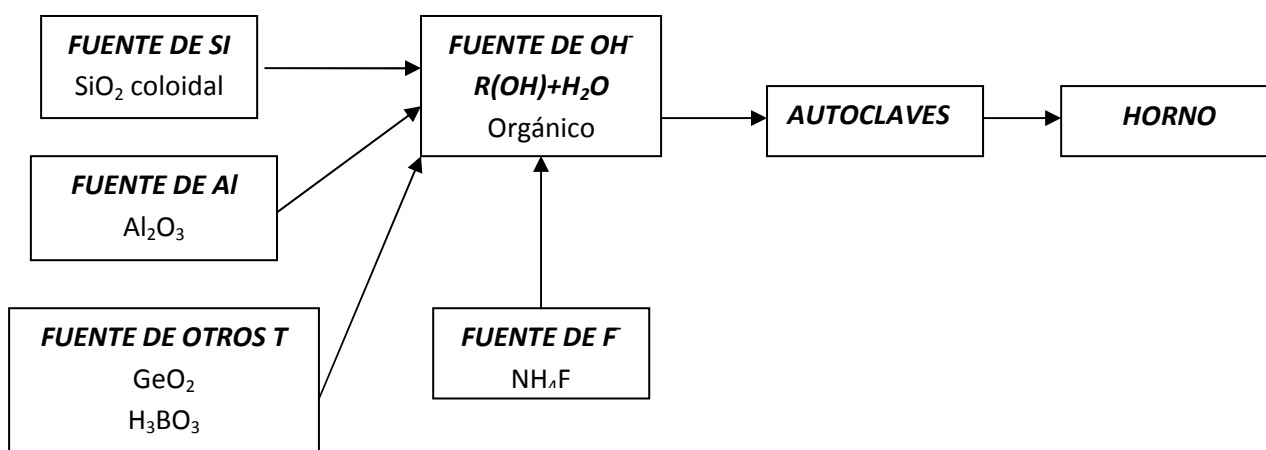 FUENTE DE SI
SiO₂ coloidal
FUENTE DE Al
Al₂O₃
FUENTE DE OTROS T
GeO₂
H₃BO₃
FUENTE DE OH⁻
R(OH)+H₂O
Orgánico
FUENTE DE F⁻
NH₄F
AUTOCLAVES
HORNO